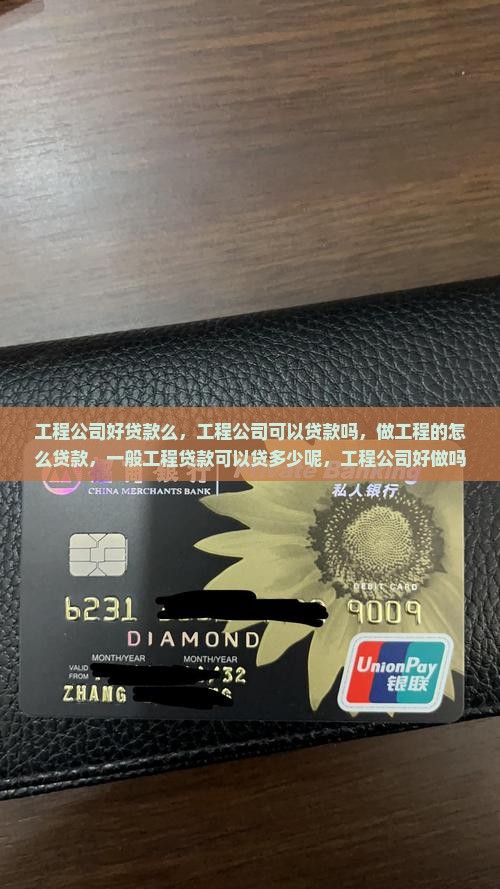 工程公司好贷款么，工程公司可以贷款吗，做工程的怎
么贷款，一般工程贷款可以贷多少呢，工程公司好做吗
CHINA MERCHANTS BANK
私人银行
DEBIT CARD
6231 9009
DIAMOND
MONTH/YEAR MONTH/YEAR
VALID
FROM
32
ZHANG
UnionPay
银联